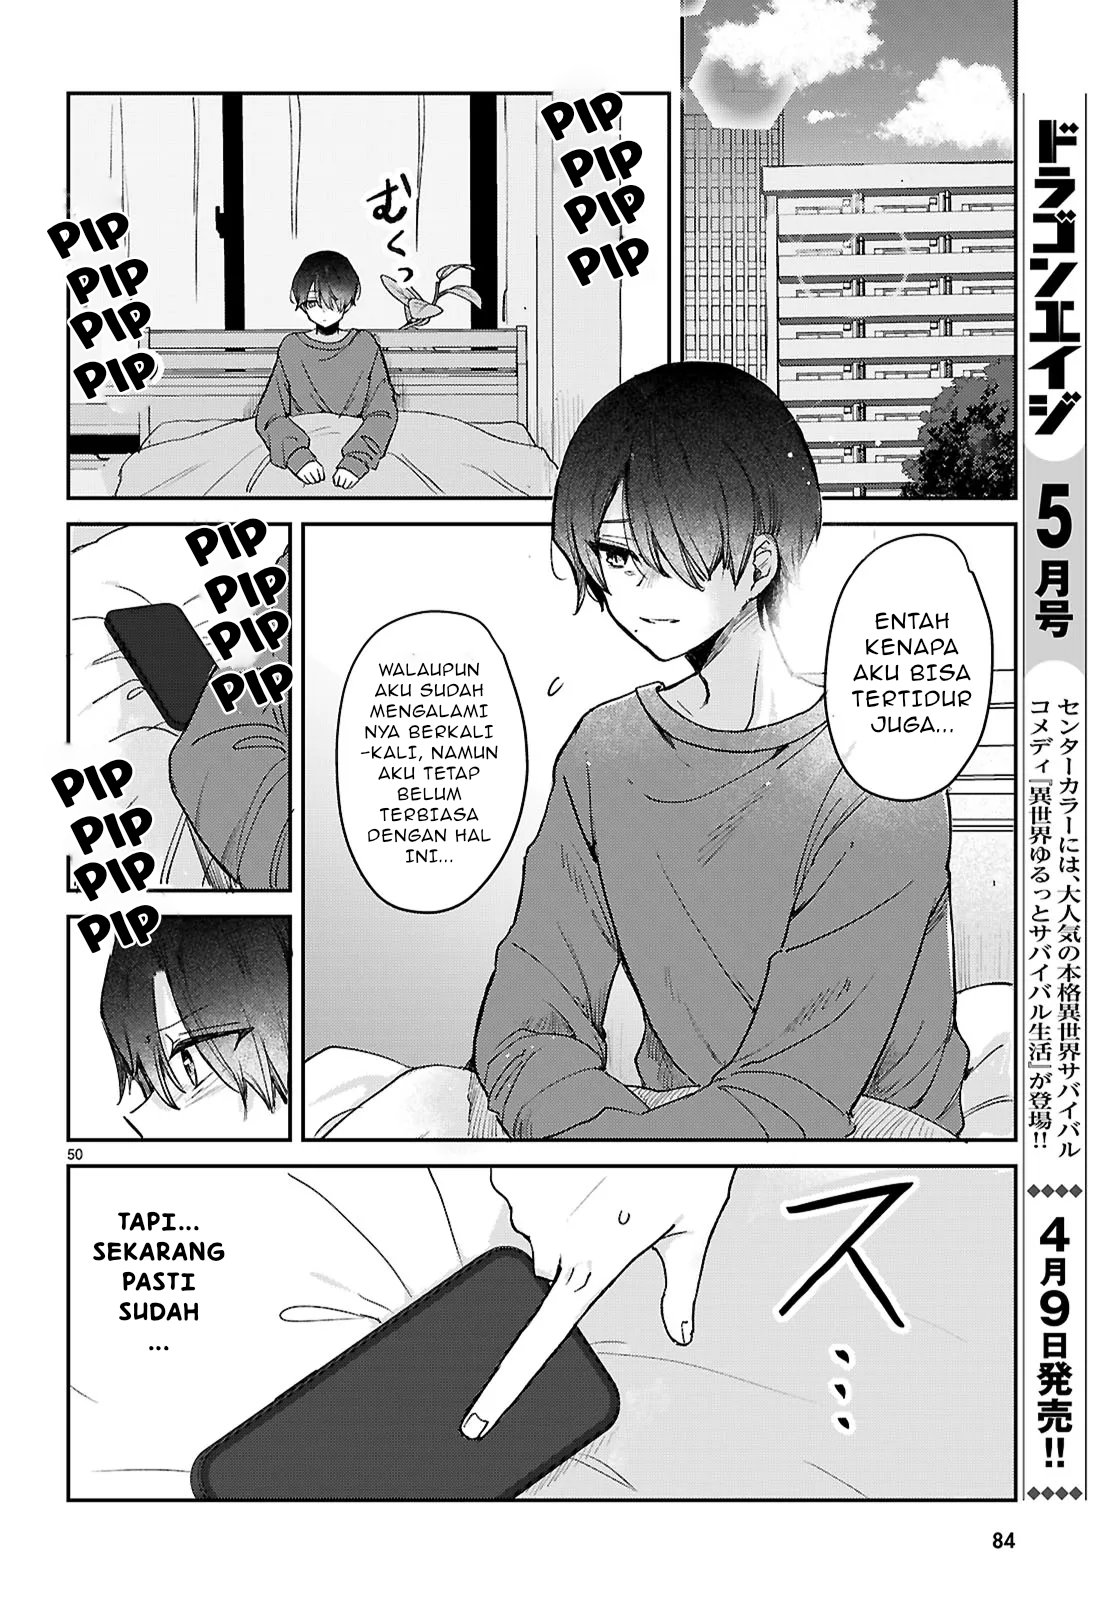 PIP
PIP
PIP
PIP
むくっ
PIP
PIP
PIP
PIP
ENTAH
KENAPA
AKU BISA
TERTIDUR
JUGA...
WALAUPUN
AKU SUDAH
MENGALAMI
NYA BERKALI
-KALI, NAMUN
AKU TETAP
BELUM
TERBIASA
DENGAN HAL
INI...
PIP
PIP
PIP
PIP
PIP
PIP
PIP
PIP
50
ス...
TAPI...
SEKARANG
PASTI
SUDAH
...
ドラゴンエイジ
5月号
センターカラーには、大人気の本格異世界サバイバル
コメディ『異世界ゆるっとサバイバル生活』が登場!!
4月9日発売!!
84